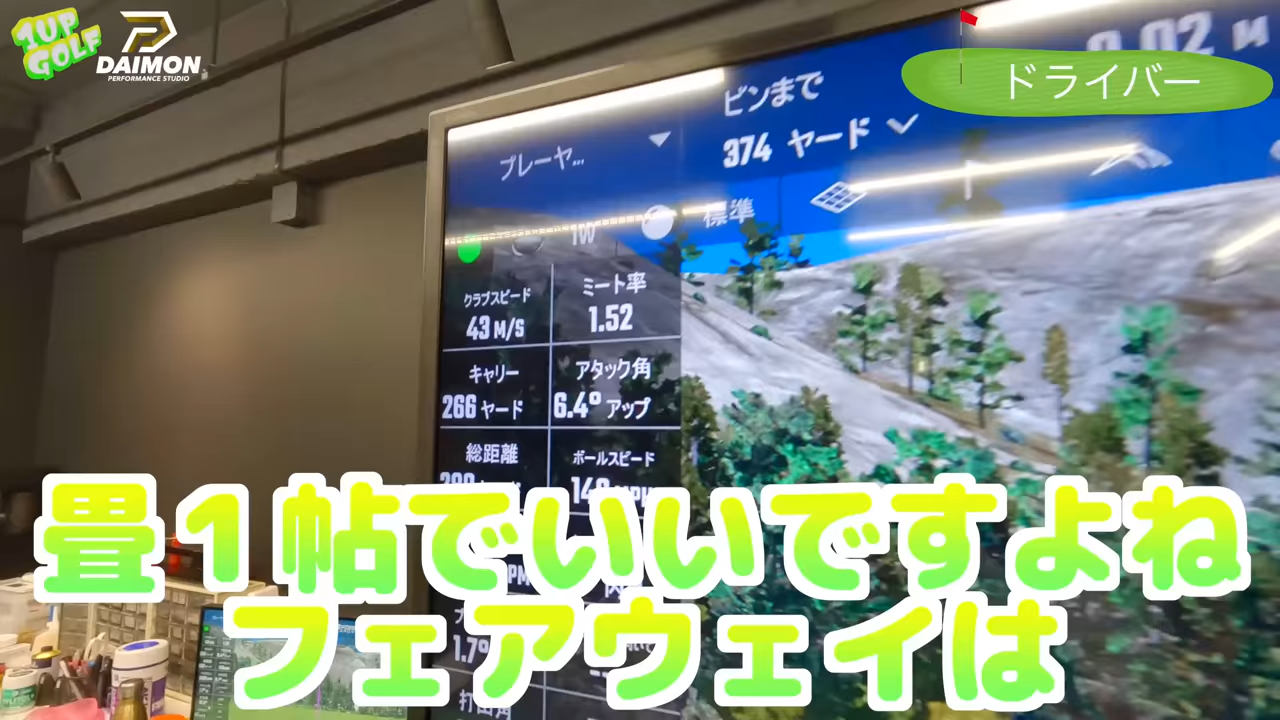 1UP
GOLF
DAIMON
PERFORMANCE STUDIO
ドライバー
ピンまで
374 ヤード
プレーヤ...
1W
標準
クラブスピード
43 M/S
ミート率
1.52
キャリー
266 ヤード
アタック角
6.4° アップ
総距離
ボールスピード
畳1帖でいいですよね
フェアウェイは
1.7°
打出角